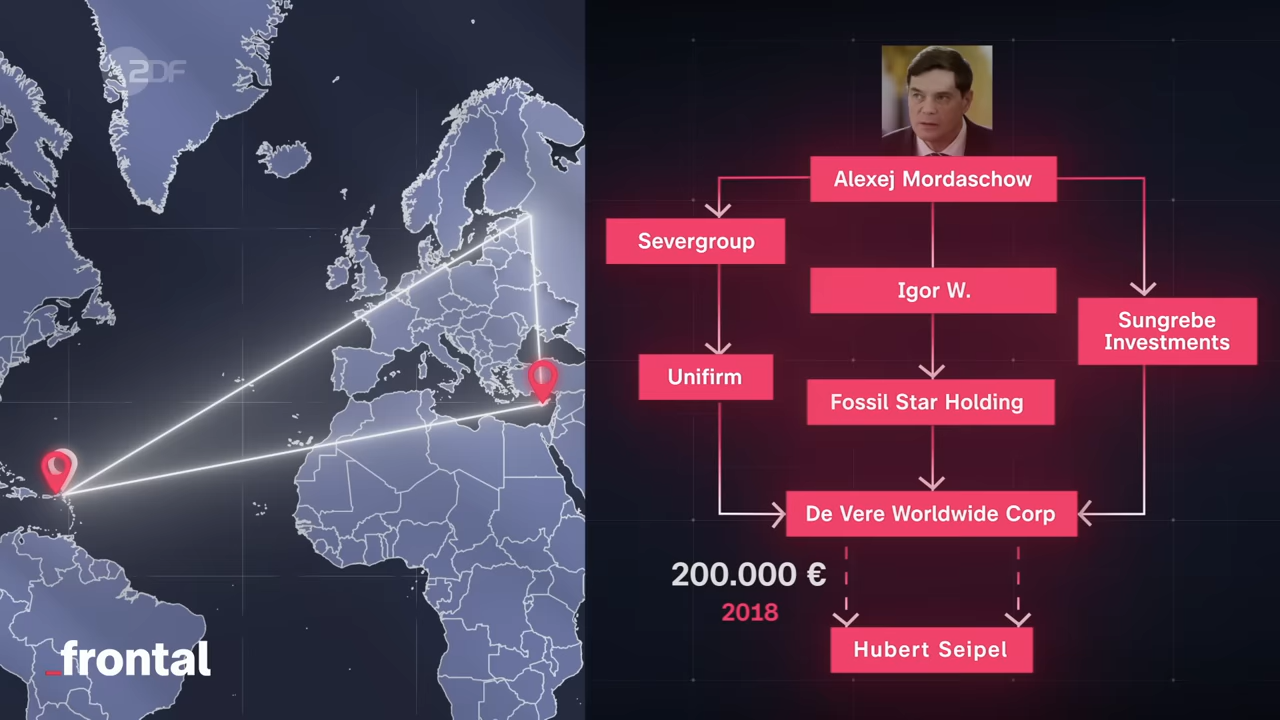 ZDF
Alexej Mordaschow
Severgroup
Igor W.
Sungrebe
Investments
Unifirm
Fossil Star Holding
De Vere Worldwide Corp
200.000 €
2018
Hubert Seipel
_frontal